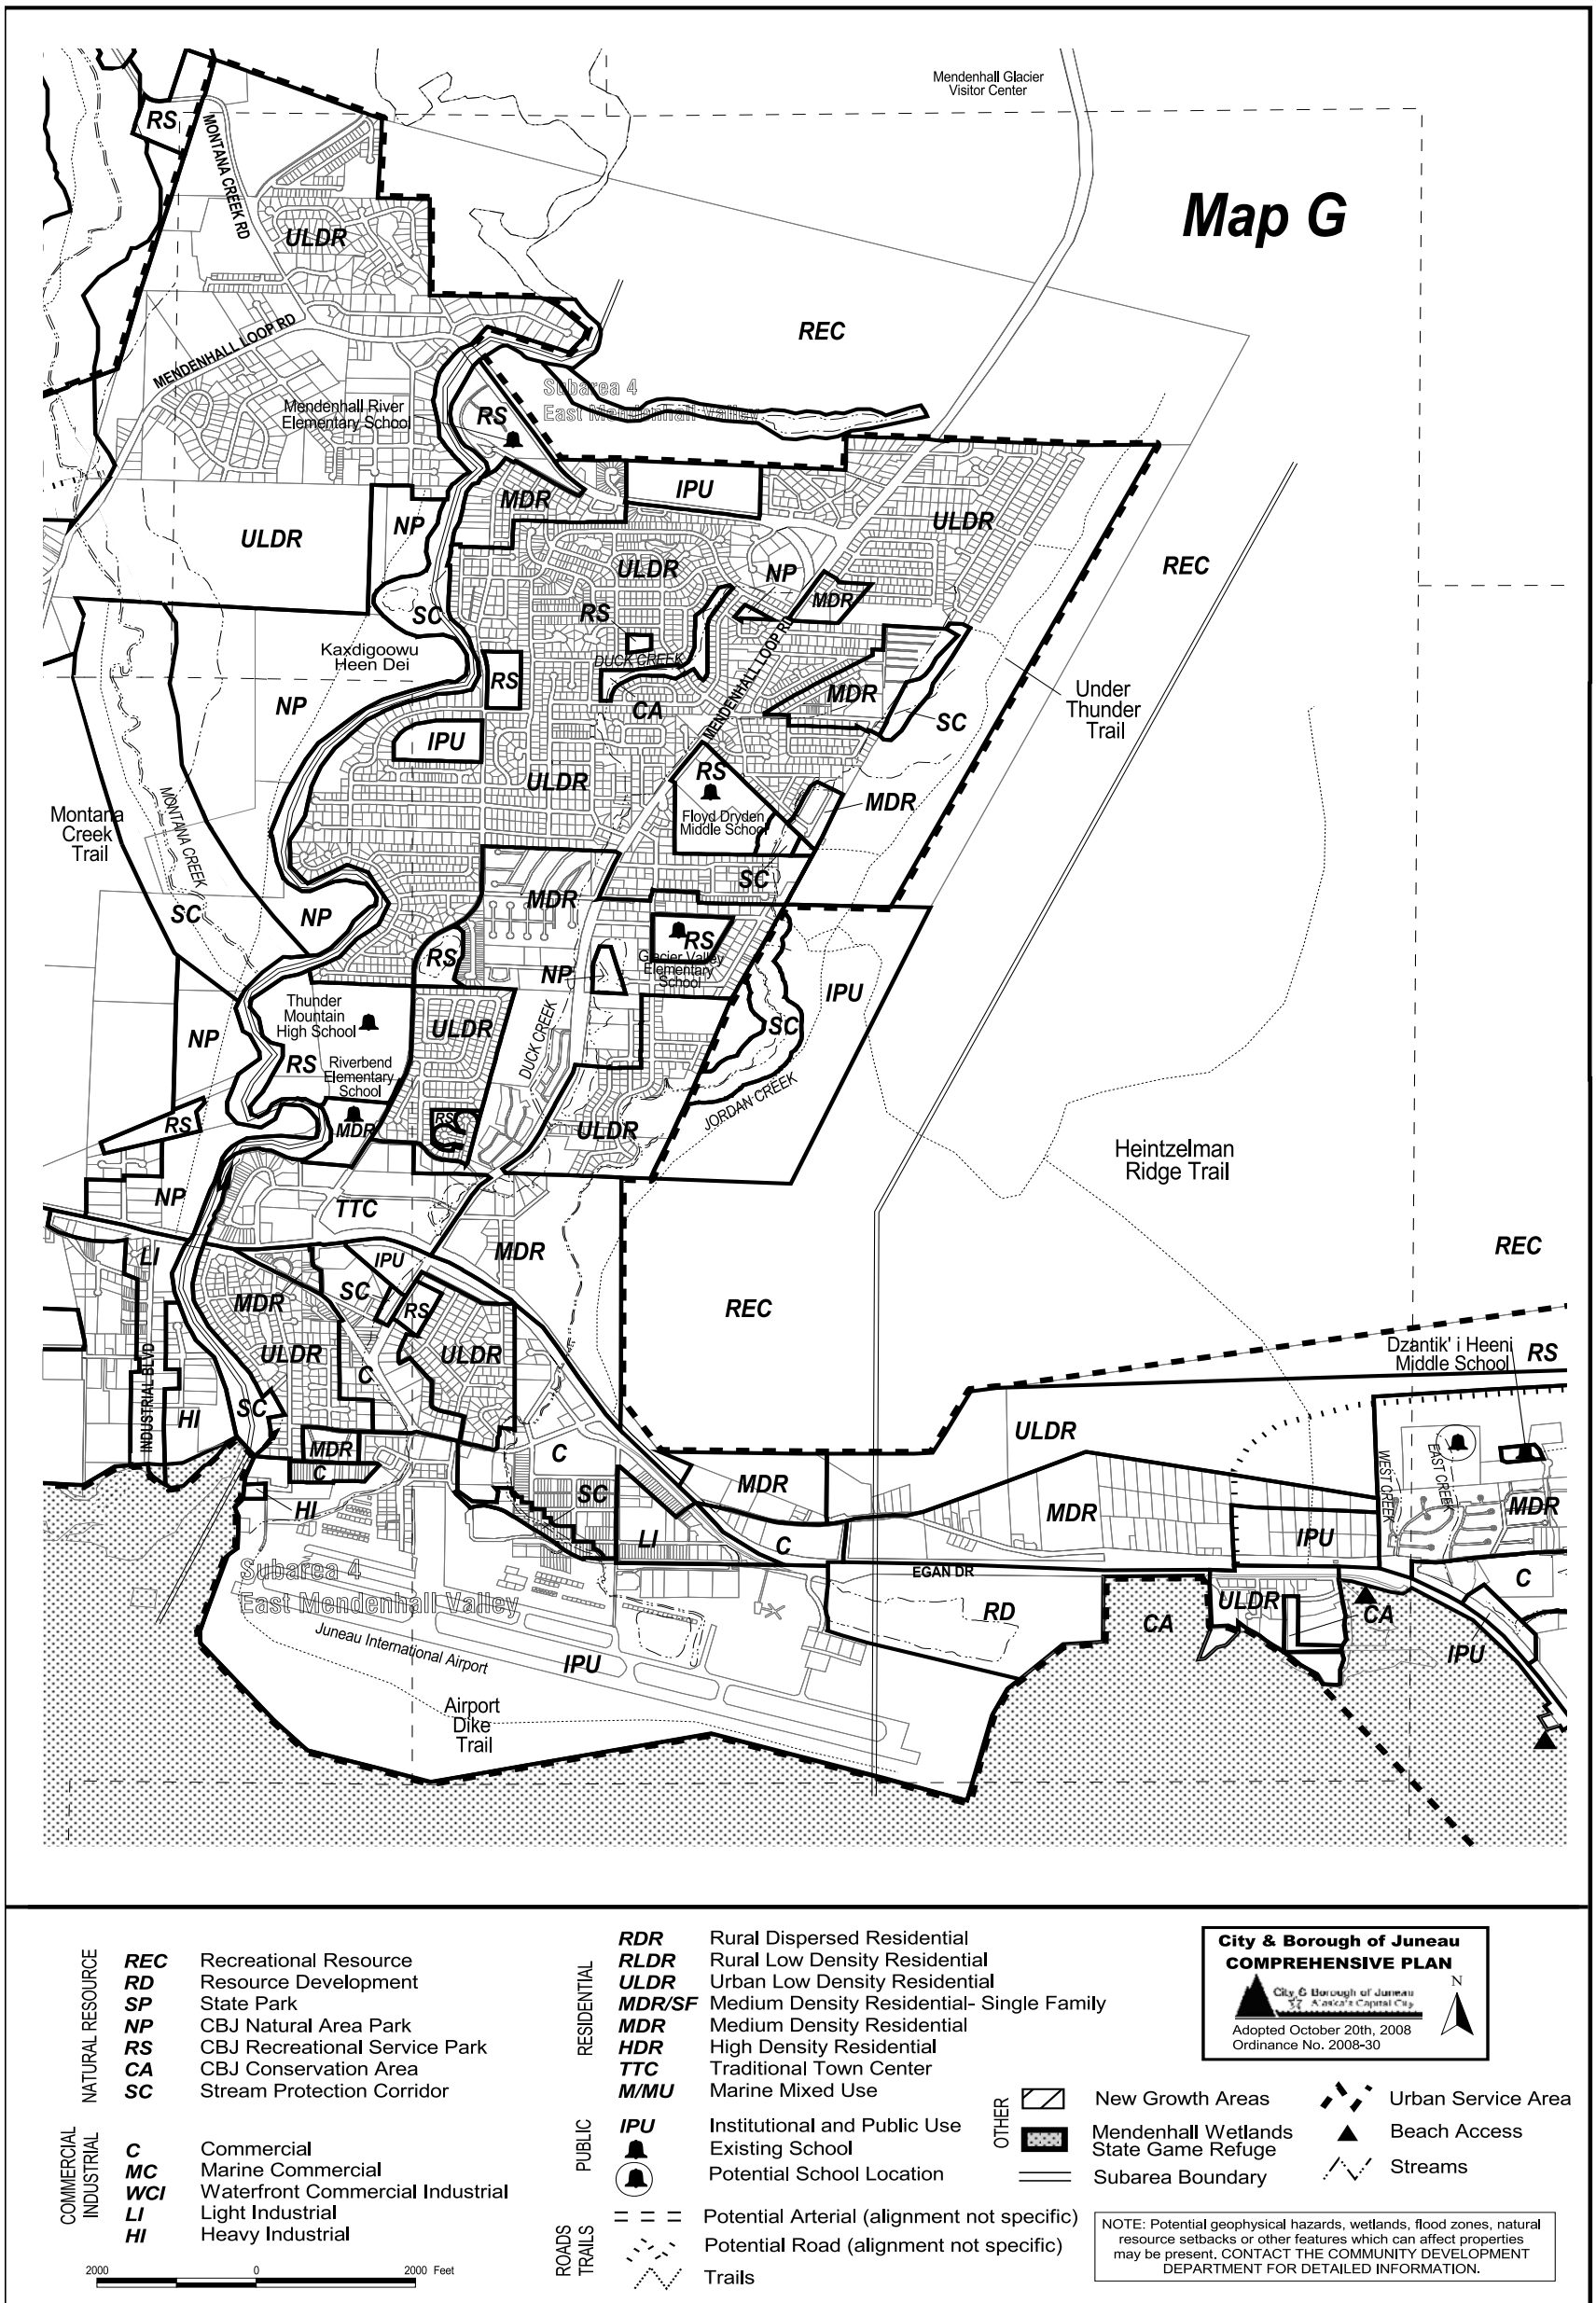 Mendenhall Glacier
Visitor Center
RS
MONTANA CREEK RD
Map G
ULDR
REC
MENDENHALL LOOP RD
Subarea 4
East Mendenhall Valley
Mendenhall River
Elementary School
RS
MDR
IPU
ULDR
NP
ULDR
REC
ULDR
NP
MDR
SC
RS
Kaxdigoowu
Heen Dei
DUCK CREEK
MENDENHALL LOOP RD
RS
MDR
Under
Thunder
Trail
NP
CA
SC
IPU
ULDR
RS
MDR
Floyd Dryden
Middle School
Montana
Creek
Trail
MONTANA CREEK
SC
MDR
SC
NP
RS
RS
Glacier Valley
Elementary
School
NP
IPU
Thunder
Mountain
High School
ULDR
SC
DUCK CREEK
NP
RS
Riverbend
Elementary
School
JORDAN CREEK
RS
RS
MDR
ULDR
Heintzelman
Ridge Trail
NP
TTC
MDR
REC
LI
IPU
SC
MDR
RS
REC
Dzantik' i Heeni
Middle School
RS
ULDR
ULDR
C
INDUSTRIAL BLVD
HI
SC
ULDR
WEST CREEK
EAST CREEK
MDR
C
C
MDR
SC
MDR
MDR
HI
LI
C
IPU
Subarea 4
East Mendenhall Valley
EGAN DR
C
RD
ULDR
CA
CA
Juneau International Airport
IPU
IPU
Airport
Dike
Trail
NATURAL RESOURCE
REC Recreational Resource
RD Resource Development
SP State Park
NP CBJ Natural Area Park
RS CBJ Recreational Service Park
CA CBJ Conservation Area
SC Stream Protection Corridor
COMMERCIAL
INDUSTRIAL
C Commercial
MC Marine Commercial
WCI Waterfront Commercial Industrial
LI Light Industrial
HI Heavy Industrial
2000 0 2000 Feet
RESIDENTIAL
RDR Rural Dispersed Residential
RLDR Rural Low Density Residential
ULDR Urban Low Density Residential
MDR/SF Medium Density Residential- Single Family
MDR Medium Density Residential
HDR High Density Residential
TTC Traditional Town Center
M/MU Marine Mixed Use
PUBLIC
IPU Institutional and Public Use
Existing School
Potential School Location
ROADS
TRAILS
Potential Arterial (alignment not specific)
Potential Road (alignment not specific)
Trails
OTHER
New Growth Areas
Mendenhall Wetlands
State Game Refuge
Subarea Boundary
Urban Service Area
Beach Access
Streams
City & Borough of Juneau
COMPREHENSIVE PLAN
City & Borough of Juneau
Alaska's Capital City
N
Adopted October 20th, 2008
Ordinance No. 2008-30
NOTE: Potential geophysical hazards, wetlands, flood zones, natural
resource setbacks or other features which can affect properties
may be present. CONTACT THE COMMUNITY DEVELOPMENT
DEPARTMENT FOR DETAILED INFORMATION.